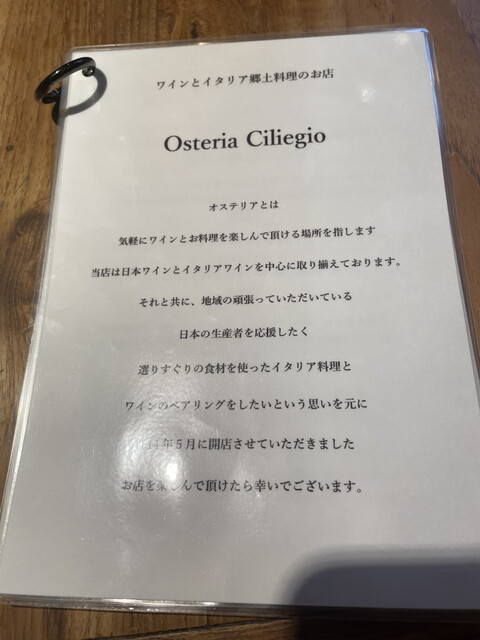 ワインとイタリア郷土料理のお店
Osteria Ciliegio
オステリアとは
気軽にワインとお料理を楽しんで頂ける場所を指します
当店は日本ワインとイタリアワインを中心に取り揃えております。
それと共に、地域の頑張っていただいている
日本の生産者を応援したく
選りすぐりの食材を使ったイタリア料理と
ワインのペアリングをしたいという思いを元に
年5月に開店させていただきました
お店を楽しんで頂けたら幸いでございます。